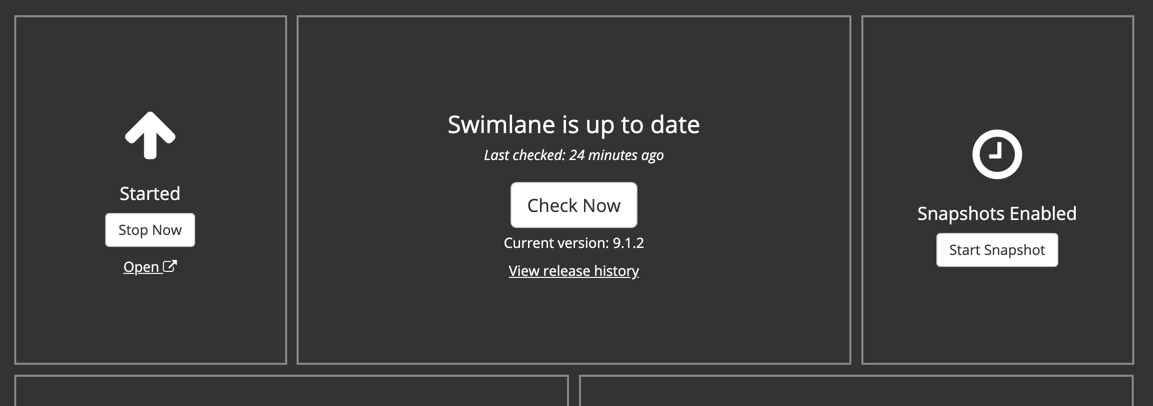 Started
Stop Now
Open
Swimlane is up to date
Last checked: 24 minutes ago
Check Now
Current version: 9.1.2
View release history
Snapshots Enabled
Start Snapshot